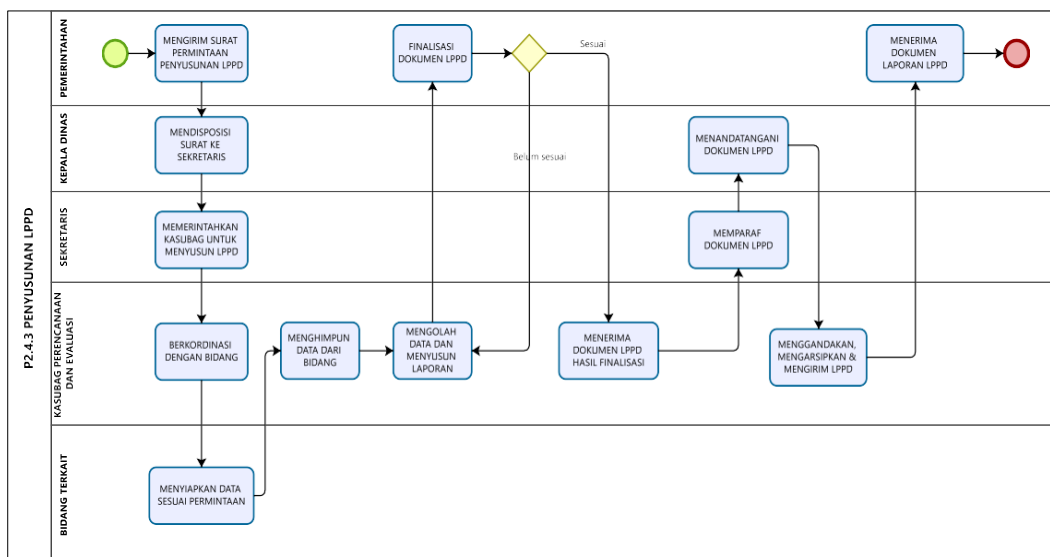 P2.4.3 PENYUSUNAN LPPD
PEMERINTAHAN
MENGIRIM SURAT
PERMINTAAN
PENYUSUNAN LPPD
FINALISASI
DOKUMEN LPPD
Sesuai
Belum sesuai
MENERIMA
DOKUMEN
LAPORAN LPPD
KEPALA DINAS
MENDISPOSISI
SURAT KE
SEKRETARIS
MENANDATANGANI
DOKUMEN LPPD
SEKRETARIS
MEMERINTAHKAN
KASUBAG UNTUK
MENYUSUN LPPD
MEMPARAF
DOKUMEN LPPD
KASUBAG PERENCANAAN
DAN EVALUASI
BERKORDINASI
DENGAN BIDANG
MENGHIMPUN
DATA DARI
BIDANG
MENGOLAH
DATA DAN
MENYUSUN
LAPORAN
MENERIMA
DOKUMEN LPPD
HASIL FINALISASI
MENGGANDAKAN,
MENGARSIPKAN &
MENGIRIM LPPD
BIDANG TERKAIT
MENYIAPKAN DATA
SESUAI PERMINTAAN